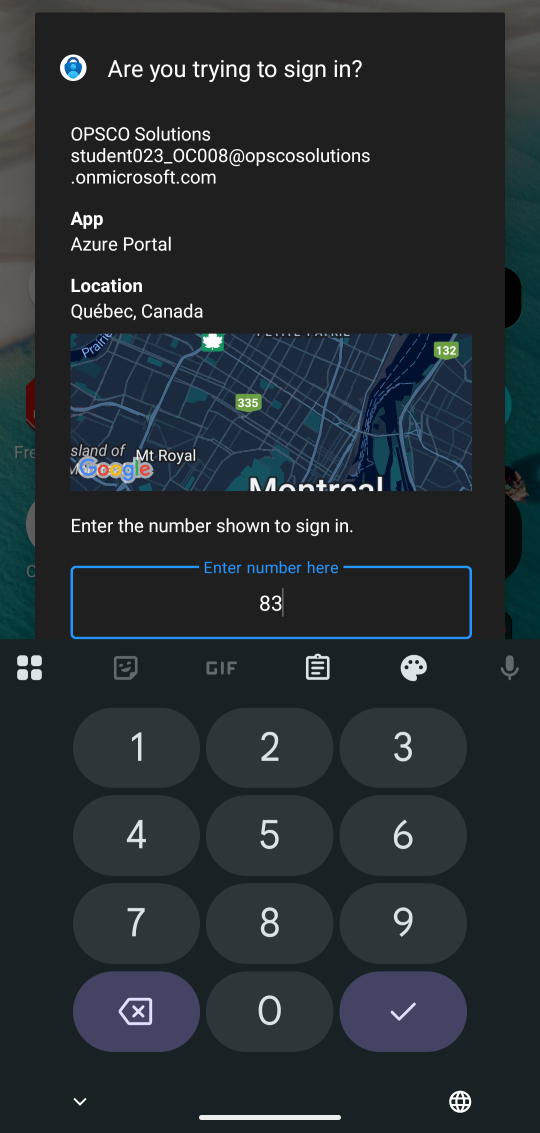 Are you trying to sign in?
OPSCO Solutions
student023_OC008@opscosolutions
.onmicrosoft.com
App
Azure Portal
Location
Québec, Canada
Prairie
132
335
sland of
Mt Royal
Google
Montreal
Enter the number shown to sign in.
Enter number here
83
Fre
GIF
1 2 3
4 5 6
7 8 9
0